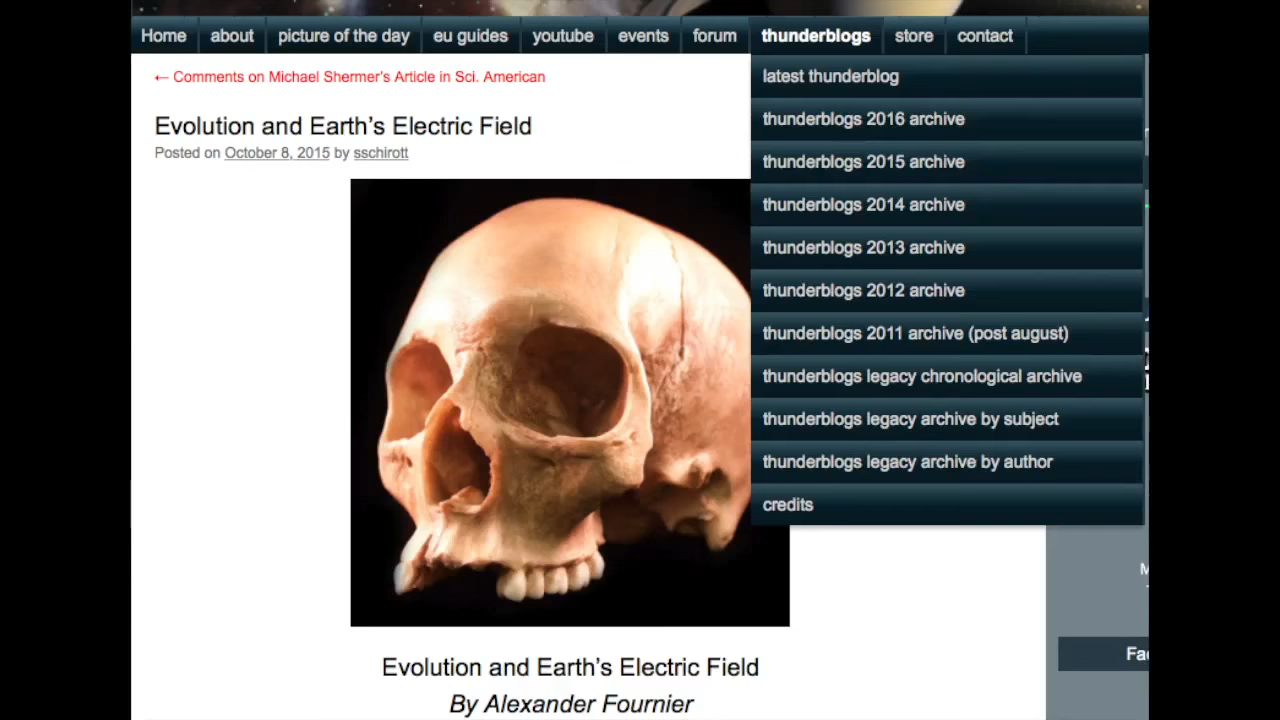 Home about picture of the day eu guides youtube events forum thunderblogs store contact
← Comments on Michael Shermer's Article in Sci. American
Evolution and Earth's Electric Field
Posted on October 8, 2015 by sschirott
latest thunderblog
thunderblogs 2016 archive
thunderblogs 2015 archive
thunderblogs 2014 archive
thunderblogs 2013 archive
thunderblogs 2012 archive
thunderblogs 2011 archive (post august)
thunderblogs legacy chronological archive
thunderblogs legacy archive by subject
thunderblogs legacy archive by author
credits
Evolution and Earth's Electric Field
By Alexander Fournier